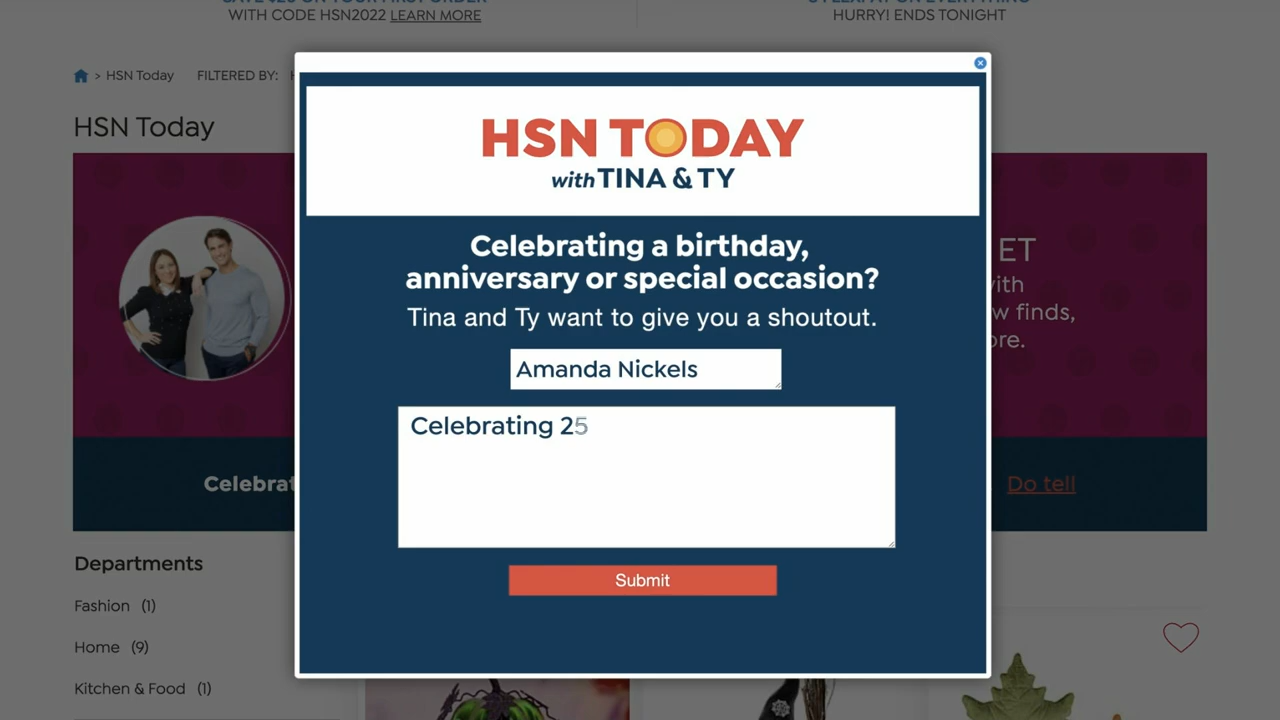 WITH CODE HSN2022 LEARN MORE
HURRY! ENDS TONIGHT
> HSN Today FILTERED BY:
HSN Today
HSN TODAY
with TINA & TY
Celebrating a birthday,
anniversary or special occasion?
Tina and Ty want to give you a shoutout.
Amanda Nickels
Celebrating 25
Submit
ET
ith
w finds,
ore.
Celebrat
Do tell
Departments
Fashion (1)
Home (9)
Kitchen & Food (1)